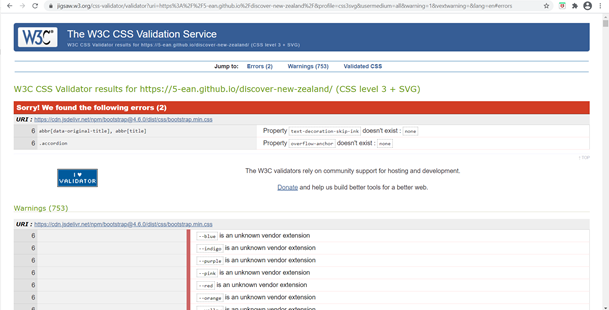 jigsaw.w3.org/css-validator/validator?uri=https%3A%2F%2F5-ean.github.io%2Fdiscover-new-zealand%2F&profile=css3svg&usermedium=all&warning=1&vextwarning=&lang=en#errors
W3C
The W3C CSS Validation Service
W3C CSS Validator results for https://5-ean.github.io/discover-new-zealand/ (CSS level 3 + SVG)
Jump to: Errors (2) Warnings (753) Validated CSS
W3C CSS Validator results for https://5-ean.github.io/discover-new-zealand/ (CSS level 3 + SVG)
Sorry! We found the following errors (2)
URI : https://cdn.jsdelivr.net/npm/bootstrap@4.6.0/dist/css/bootstrap.min.css
6 abbr[data-original-title], abbr[title] Property text-decoration-skip-ink doesn't exist : none
6 .accordion Property overflow-anchor doesn't exist : none
↑ TOP
I ♥
VALIDATOR
The W3C validators rely on community support for hosting and development.
Donate and help us build better tools for a better web.
Warnings (753)
URI : https://cdn.jsdelivr.net/npm/bootstrap@4.6.0/dist/css/bootstrap.min.css
6 --blue is an unknown vendor extension
6 --indigo is an unknown vendor extension
6 --purple is an unknown vendor extension
6 --pink is an unknown vendor extension
6 --red is an unknown vendor extension
6 --orange is an unknown vendor extension